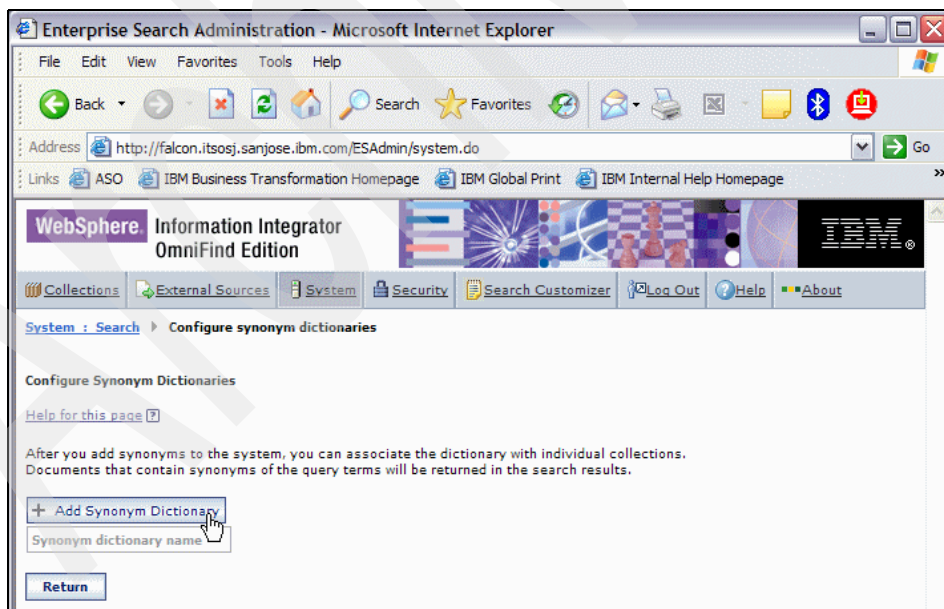 Enterprise Search Administration - Microsoft Internet Explorer
File Edit View Favorites Tools Help
Back Search Favorites
Address http://falcon.itsosj.sanjose.ibm.com/ESAdmin/system.do Go
Links ASO IBM Business Transformation Homepage IBM Global Print IBM Internal Help Homepage »
WebSphere. Information Integrator
OmniFind Edition
IBM®
Collections External Sources System Security Search Customizer Log Out Help About
System : Search Configure synonym dictionaries
Configure Synonym Dictionaries
Help for this page ?
After you add synonyms to the system, you can associate the dictionary with individual collections.
Documents that contain synonyms of the query terms will be returned in the search results.
+ Add Synonym Dictionary
Synonym dictionary name
Return